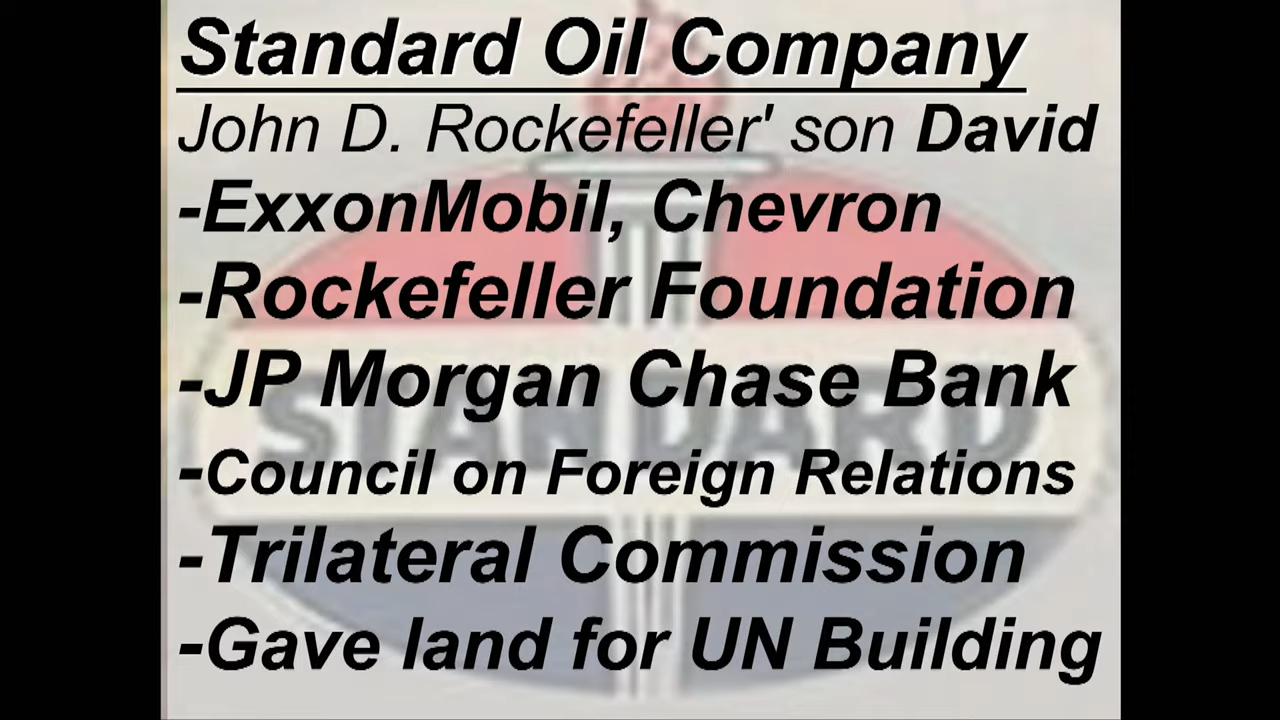 Standard Oil Company
John D. Rockefeller' son David
-ExxonMobil, Chevron
-Rockefeller Foundation
-JP Morgan Chase Bank
STANDARD
-Council on Foreign Relations
-Trilateral Commission
-Gave land for UN Building